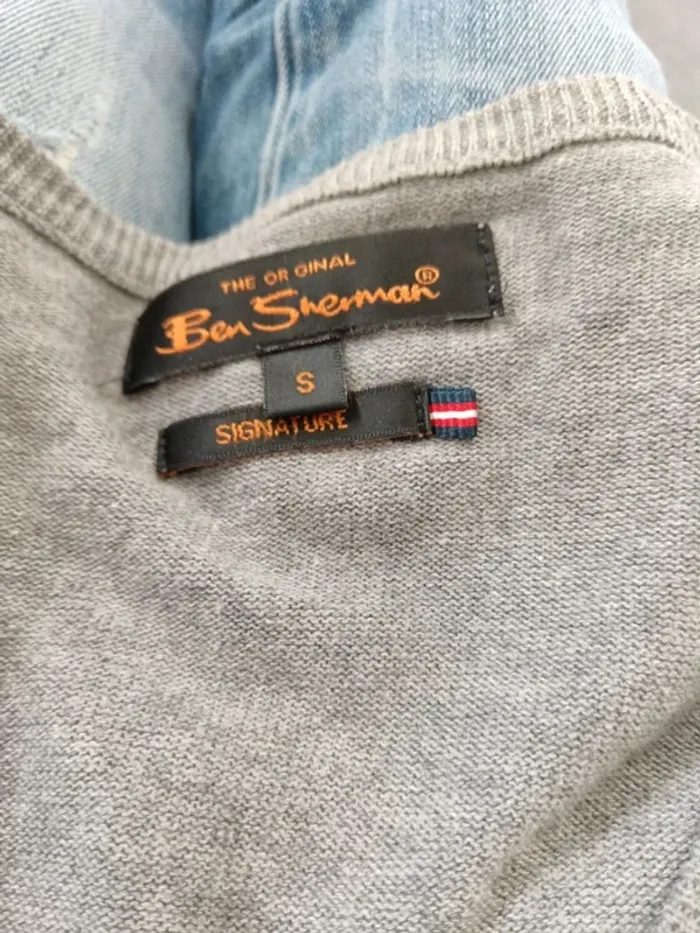 THE OR GINAL
Ben Sherman®
S
SIGNATURE